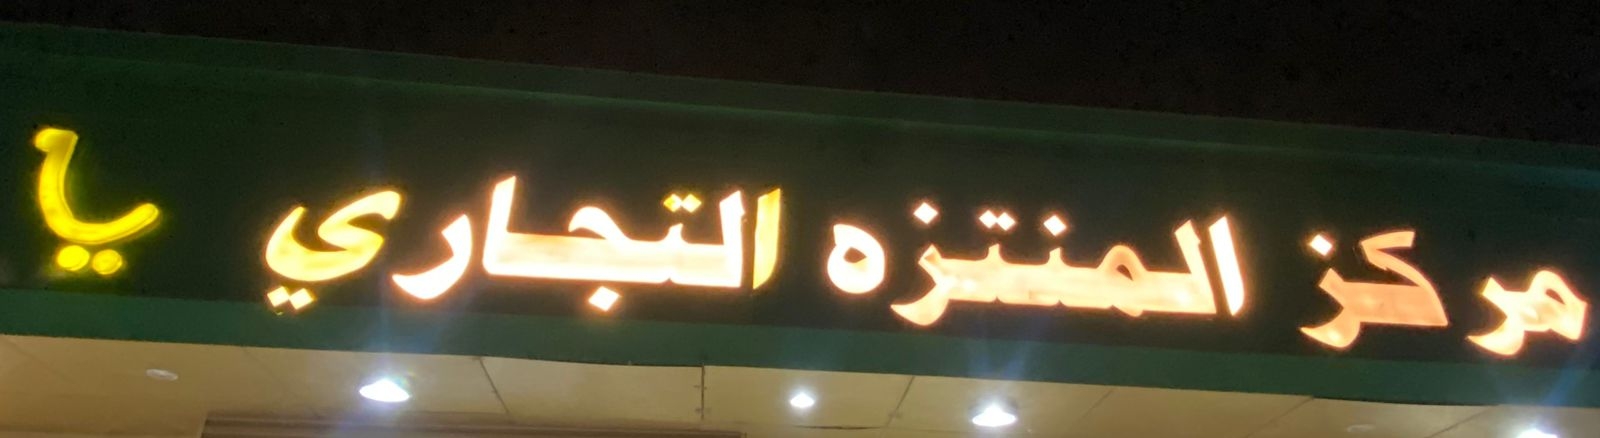 مركز المنتزه التجاري